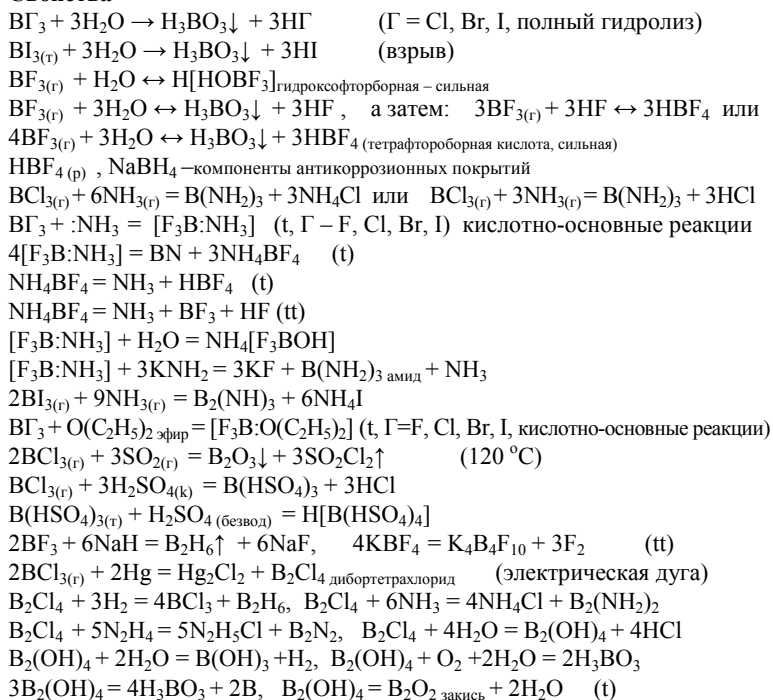 Свойства
BГ₃ + 3H₂O → H₃BO₃↓ + 3HГ (Г = Cl, Br, I, полный гидролиз)
BI₃₍т₎ + 3H₂O → H₃BO₃↓ + 3HI (взрыв)
BF₃₍г₎ + H₂O ↔ H[HOBF₃]гидроксофторборная – сильная
BF₃₍г₎ + 3H₂O ↔ H₃BO₃↓ + 3HF , а затем: 3BF₃₍г₎ + 3HF ↔ 3HBF₄ или
4BF₃₍г₎ + 3H₂O ↔ H₃BO₃↓ + 3HBF₄ (тетрафтороборная кислота, сильная)
HBF₄ (р) , NaBH₄ –компоненты антикоррозионных покрытий
BCl₃₍г₎ + 6NH₃₍г₎ = B(NH₂)₃ + 3NH₄Cl или BCl₃₍г₎ + 3NH₃₍г₎ = B(NH₂)₃ + 3HCl
BГ₃ + :NH₃ = [F₃B:NH₃] (t, Г – F, Cl, Br, I) кислотно-основные реакции
4[F₃B:NH₃] = BN + 3NH₄BF₄ (t)
NH₄BF₄ = NH₃ + HBF₄ (t)
NH₄BF₄ = NH₃ + BF₃ + HF (tt)
[F₃B:NH₃] + H₂O = NH₄[F₃BOH]
[F₃B:NH₃] + 3KNH₂ = 3KF + B(NH₂)₃ амид + NH₃
2BI₃₍г₎ + 9NH₃₍г₎ = B₂(NH)₃ + 6NH₄I
BГ₃ + O(C₂H₅)₂ эфир = [F₃B:O(C₂H₅)₂] (t, Г=F, Cl, Br, I, кислотно-основные реакции)
2BCl₃₍г₎ + 3SO₂₍г₎ = B₂O₃↓ + 3SO₂Cl₂↑ (120 °C)
BCl₃₍г₎ + 3H₂SO₄₍k₎ = B(HSO₄)₃ + 3HCl
B(HSO₄)₃₍т₎ + H₂SO₄ (безвод) = H[B(HSO₄)₄]
2BF₃ + 6NaH = B₂H₆↑ + 6NaF, 4KBF₄ = K₄B₄F₁₀ + 3F₂ (tt)
2BCl₃₍г₎ + 2Hg = Hg₂Cl₂ + B₂Cl₄ дибортетрахлорид (электрическая дуга)
B₂Cl₄ + 3H₂ = 4BCl₃ + B₂H₆, B₂Cl₄ + 6NH₃ = 4NH₄Cl + B₂(NH₂)₂
B₂Cl₄ + 5N₂H₄ = 5N₂H₅Cl + B₂N₂, B₂Cl₄ + 4H₂O = B₂(OH)₄ + 4HCl
B₂(OH)₄ + 2H₂O = B(OH)₃ +H₂, B₂(OH)₄ + O₂ +2H₂O = 2H₃BO₃
3B₂(OH)₄ = 4H₃BO₃ + 2B, B₂(OH)₄ = B₂O₂ закись + 2H₂O (t)